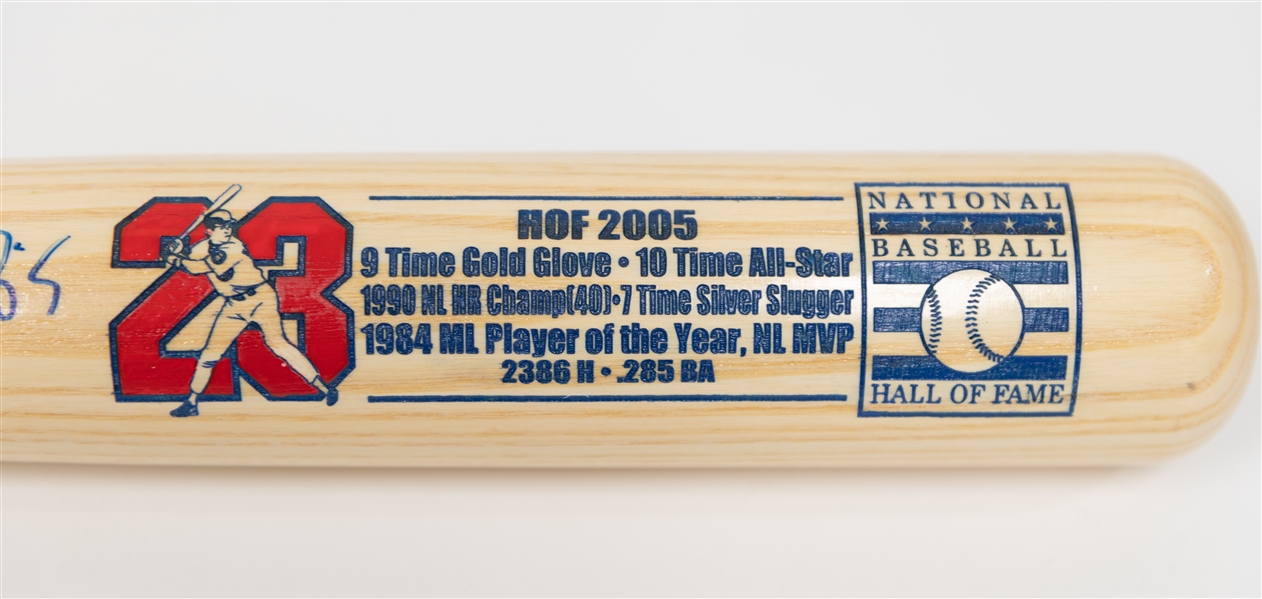 23
HOF 2005
9 Time Gold Glove • 10 Time All-Star
1990 NL HR Champ(40)•7 Time Silver Slugger
1984 ML Player of the Year, NL MVP
2386 H • .285 BA
NATIONAL
BASEBALL
HALL OF FAME